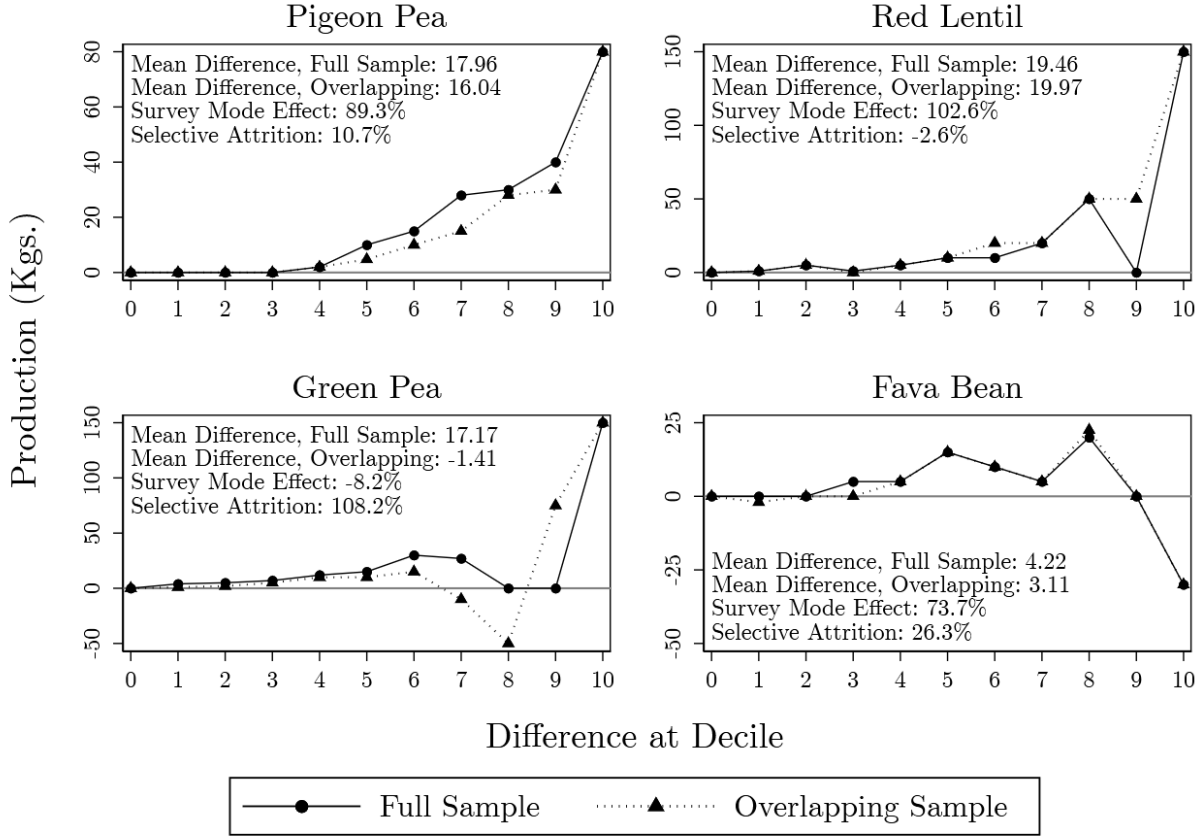 Pigeon Pea
Mean Difference, Full Sample: 17.96
Mean Difference, Overlapping: 16.04
Survey Mode Effect: 89.3%
Selective Attrition: 10.7%
80
60
40
20
0
0 1 2 3 4 5 6 7 8 9 10
Red Lentil
Mean Difference, Full Sample: 19.46
Mean Difference, Overlapping: 19.97
Survey Mode Effect: 102.6%
Selective Attrition: -2.6%
150
100
50
0
0 1 2 3 4 5 6 7 8 9 10
Production (Kgs.)
Green Pea
Mean Difference, Full Sample: 17.17
Mean Difference, Overlapping: -1.41
Survey Mode Effect: -8.2%
Selective Attrition: 108.2%
150
100
50
0
-50
0 1 2 3 4 5 6 7 8 9 10
Fava Bean
25
0
-25
-50
Mean Difference, Full Sample: 4.22
Mean Difference, Overlapping: 3.11
Survey Mode Effect: 73.7%
Selective Attrition: 26.3%
0 1 2 3 4 5 6 7 8 9 10
Difference at Decile
Full Sample Overlapping Sample